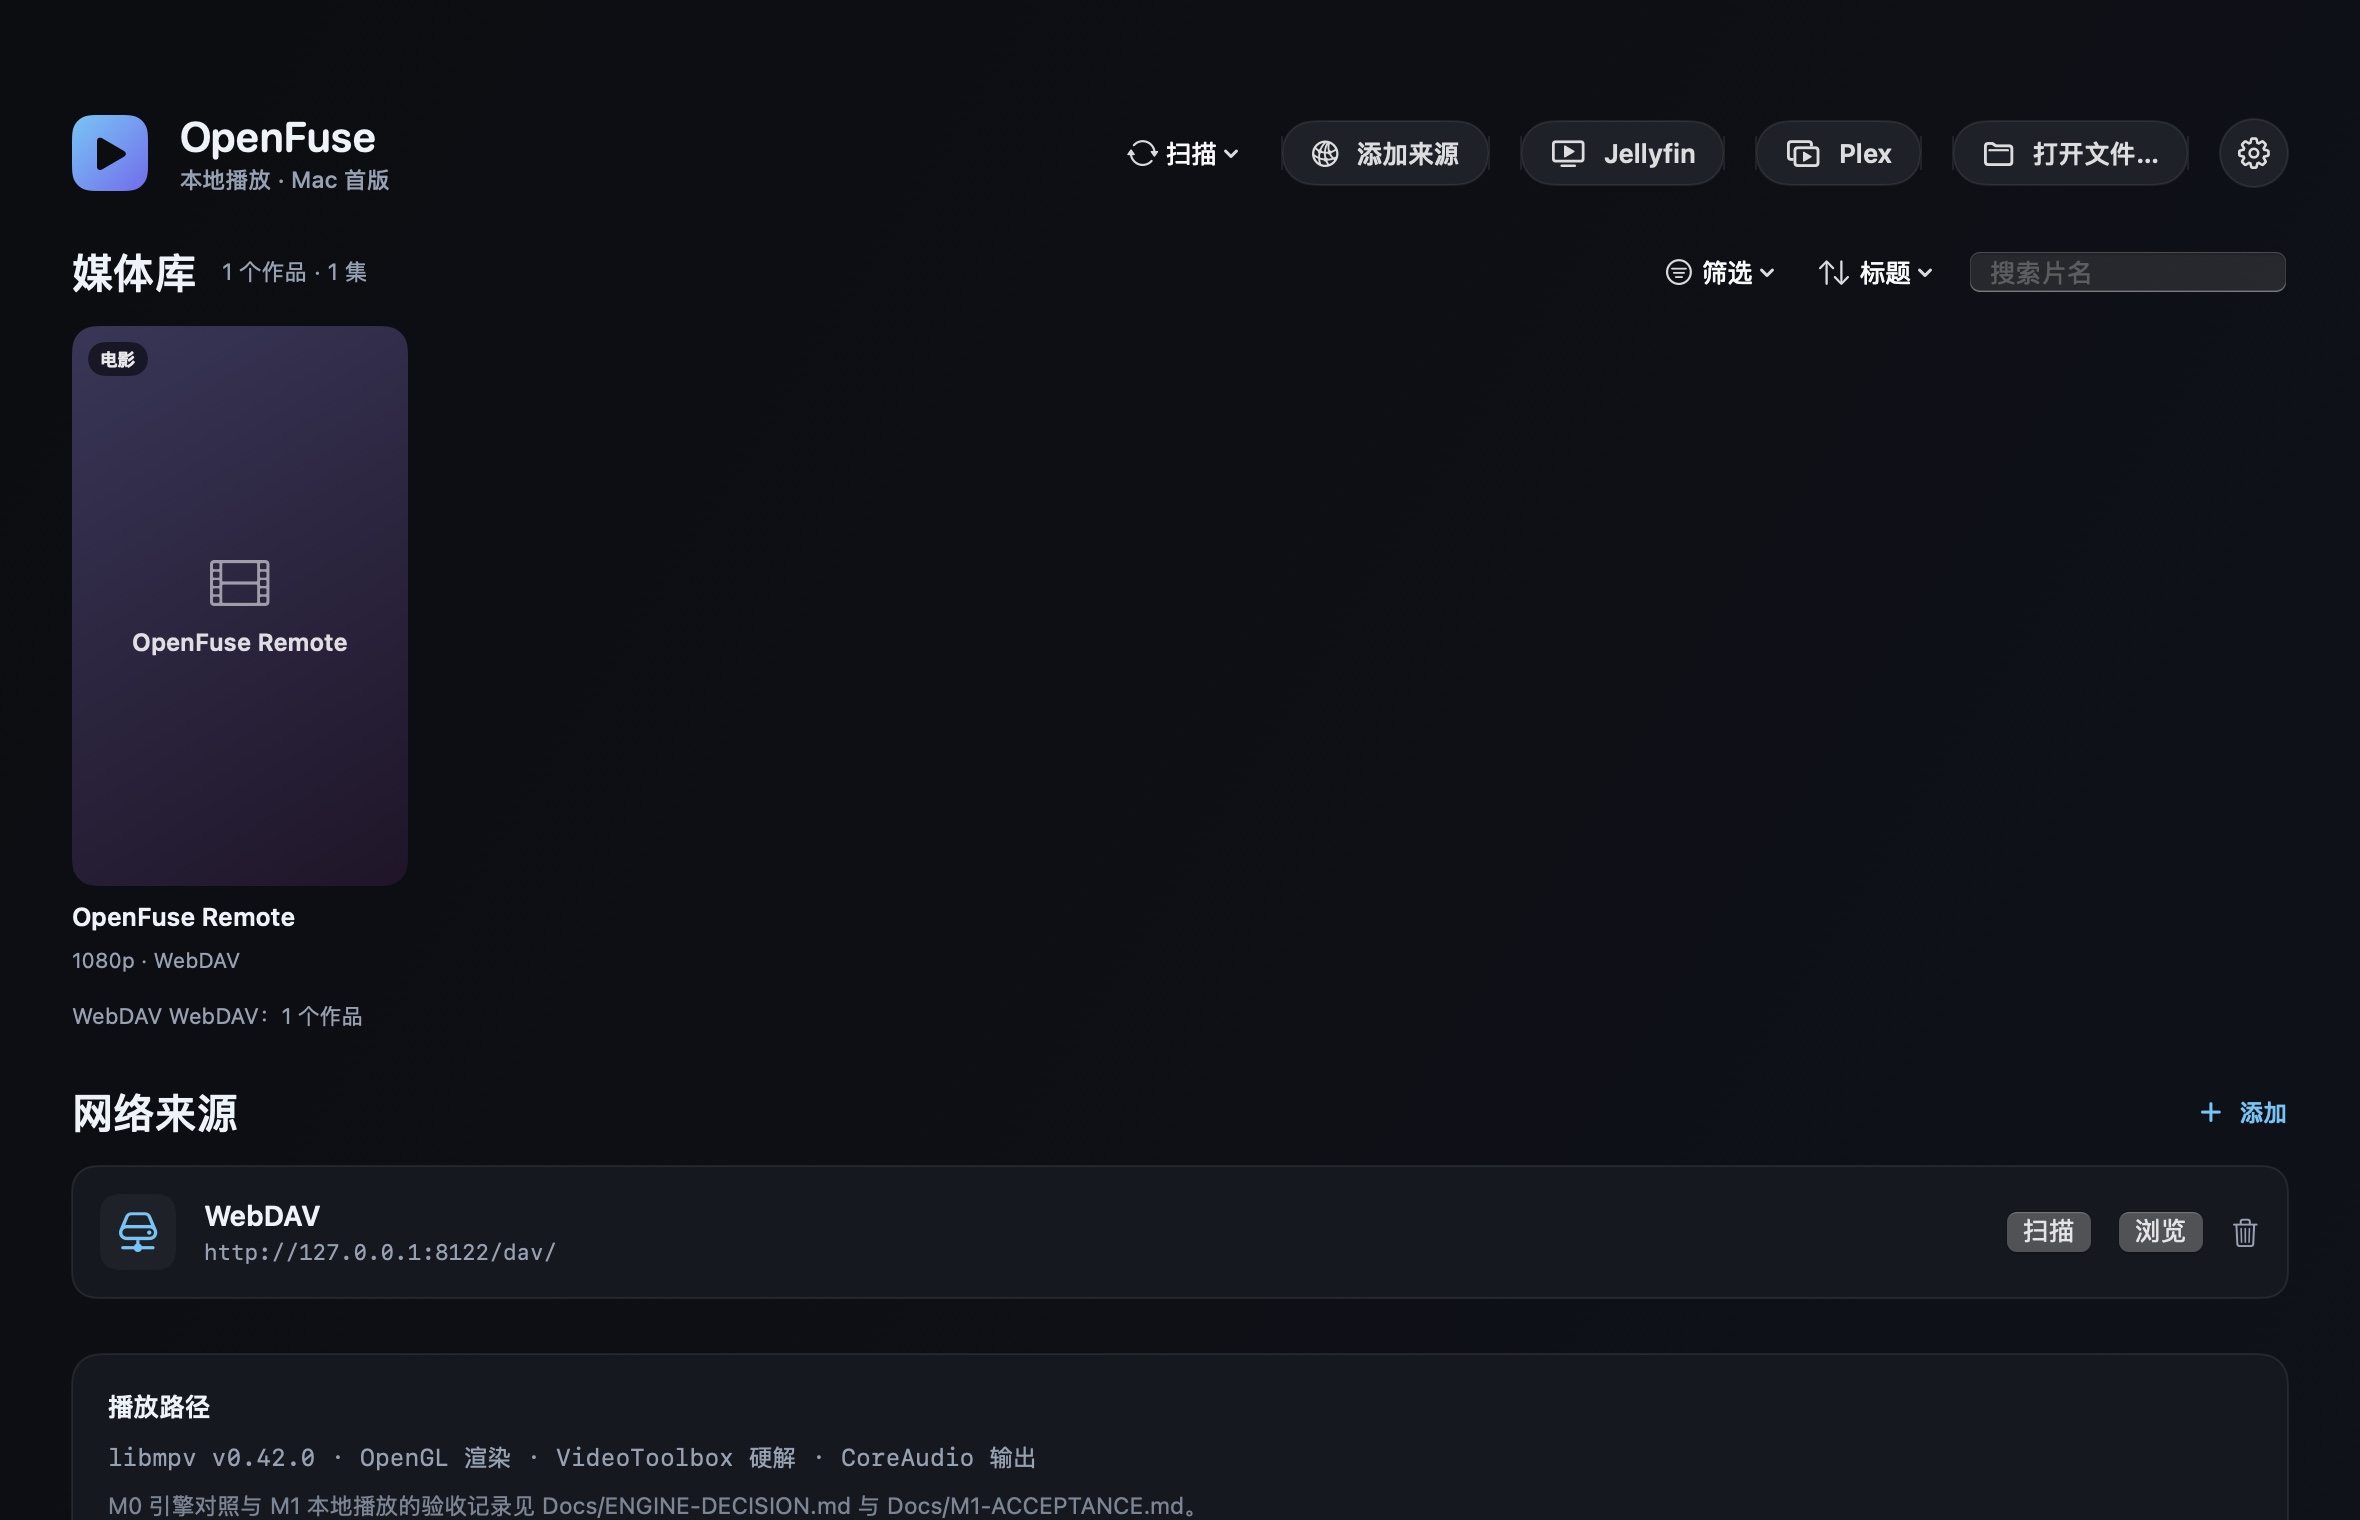 OpenFuse
本地播放 · Mac 首版
扫描
添加来源
Jellyfin
Plex
打开文件...
媒体库
1 个作品 · 1 集
筛选
标题
搜索片名
电影
OpenFuse Remote
OpenFuse Remote
1080p · WebDAV
WebDAV WebDAV：1 个作品
网络来源
+ 添加
WebDAV
http://127.0.0.1:8122/dav/
扫描
浏览
播放路径
libmpv v0.42.0 · OpenGL 渲染 · VideoToolbox 硬解 · CoreAudio 输出
M0 引擎对照与 M1 本地播放的验收记录见 Docs/ENGINE-DECISION.md 与 Docs/M1-ACCEPTANCE.md。